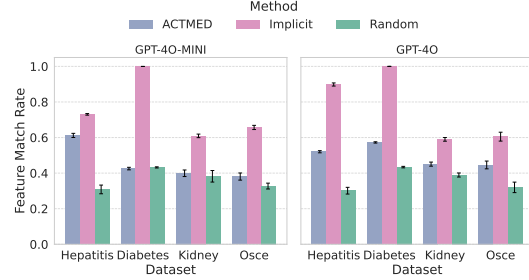 Method
ACTMED Implicit Random
GPT-4O-MINI GPT-4O
Feature Match Rate
1.0
0.8
0.6
0.4
0.2
0.0
Hepatitis Diabetes Kidney Osce Hepatitis Diabetes Kidney Osce
Dataset Dataset